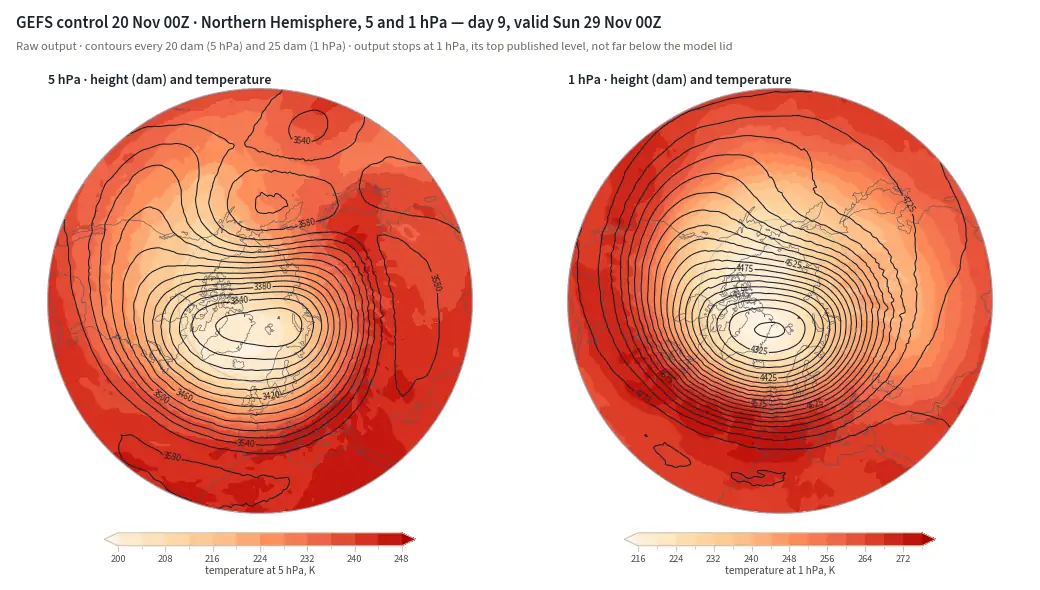 GEFS control 20 Nov 00Z · Northern Hemisphere, 5 and 1 hPa — day 9, valid Sun 29 Nov 00Z
Raw output · contours every 20 dam (5 hPa) and 25 dam (1 hPa) · output stops at 1 hPa, its top published level, not far below the model lid
5 hPa · height (dam) and temperature
1 hPa · height (dam) and temperature
3540
3580
3380
3580
3500
3460
3420
3540
3580
4725
4475
4525
4325
4425
200 208 216 224 232 240 248
temperature at 5 hPa, K
216 224 232 240 248 256 264 272
temperature at 1 hPa, K